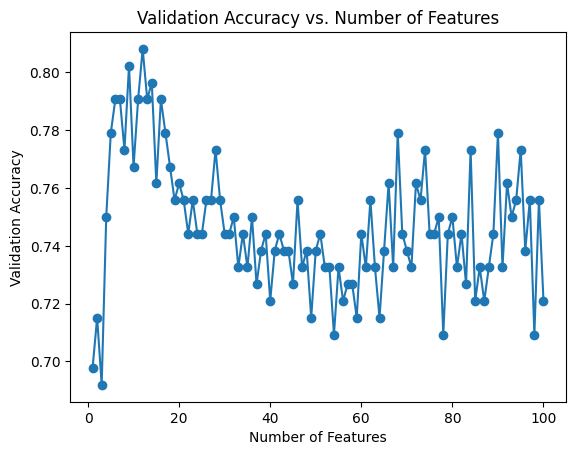 Validation Accuracy vs. Number of Features
Validation Accuracy
0.80
0.78
0.76
0.74
0.72
0.70
0 20 40 60 80 100
Number of Features